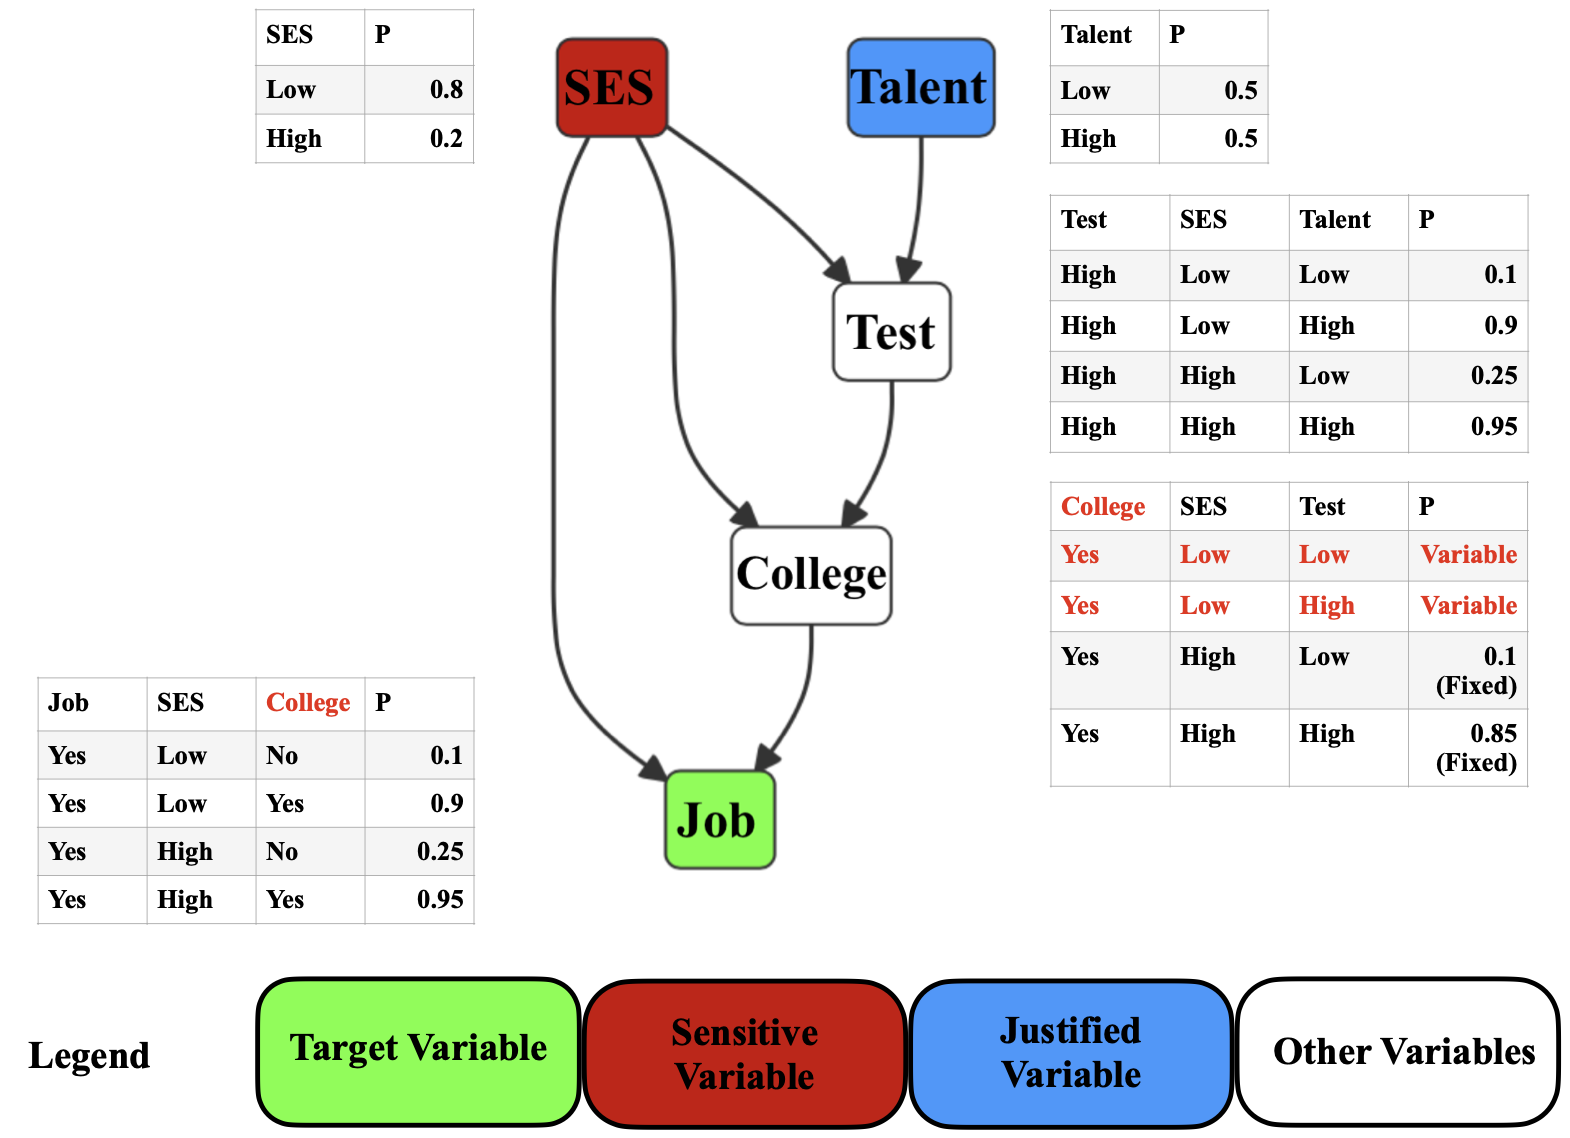 SES P
Low 0.8
High 0.2
SES
Talent
Talent P
Low 0.5
High 0.5
Test SES Talent P
High Low Low 0.1
High Low High 0.9
High High Low 0.25
High High High 0.95
Test
College SES Test P
Yes Low Low Variable
Yes Low High Variable
Yes High Low 0.1
(Fixed)
Yes High High 0.85
(Fixed)
College
Job SES College P
Yes Low No 0.1
Yes Low Yes 0.9
Yes High No 0.25
Yes High Yes 0.95
Job
Legend
Target Variable
Sensitive
Variable
Justified
Variable
Other Variables